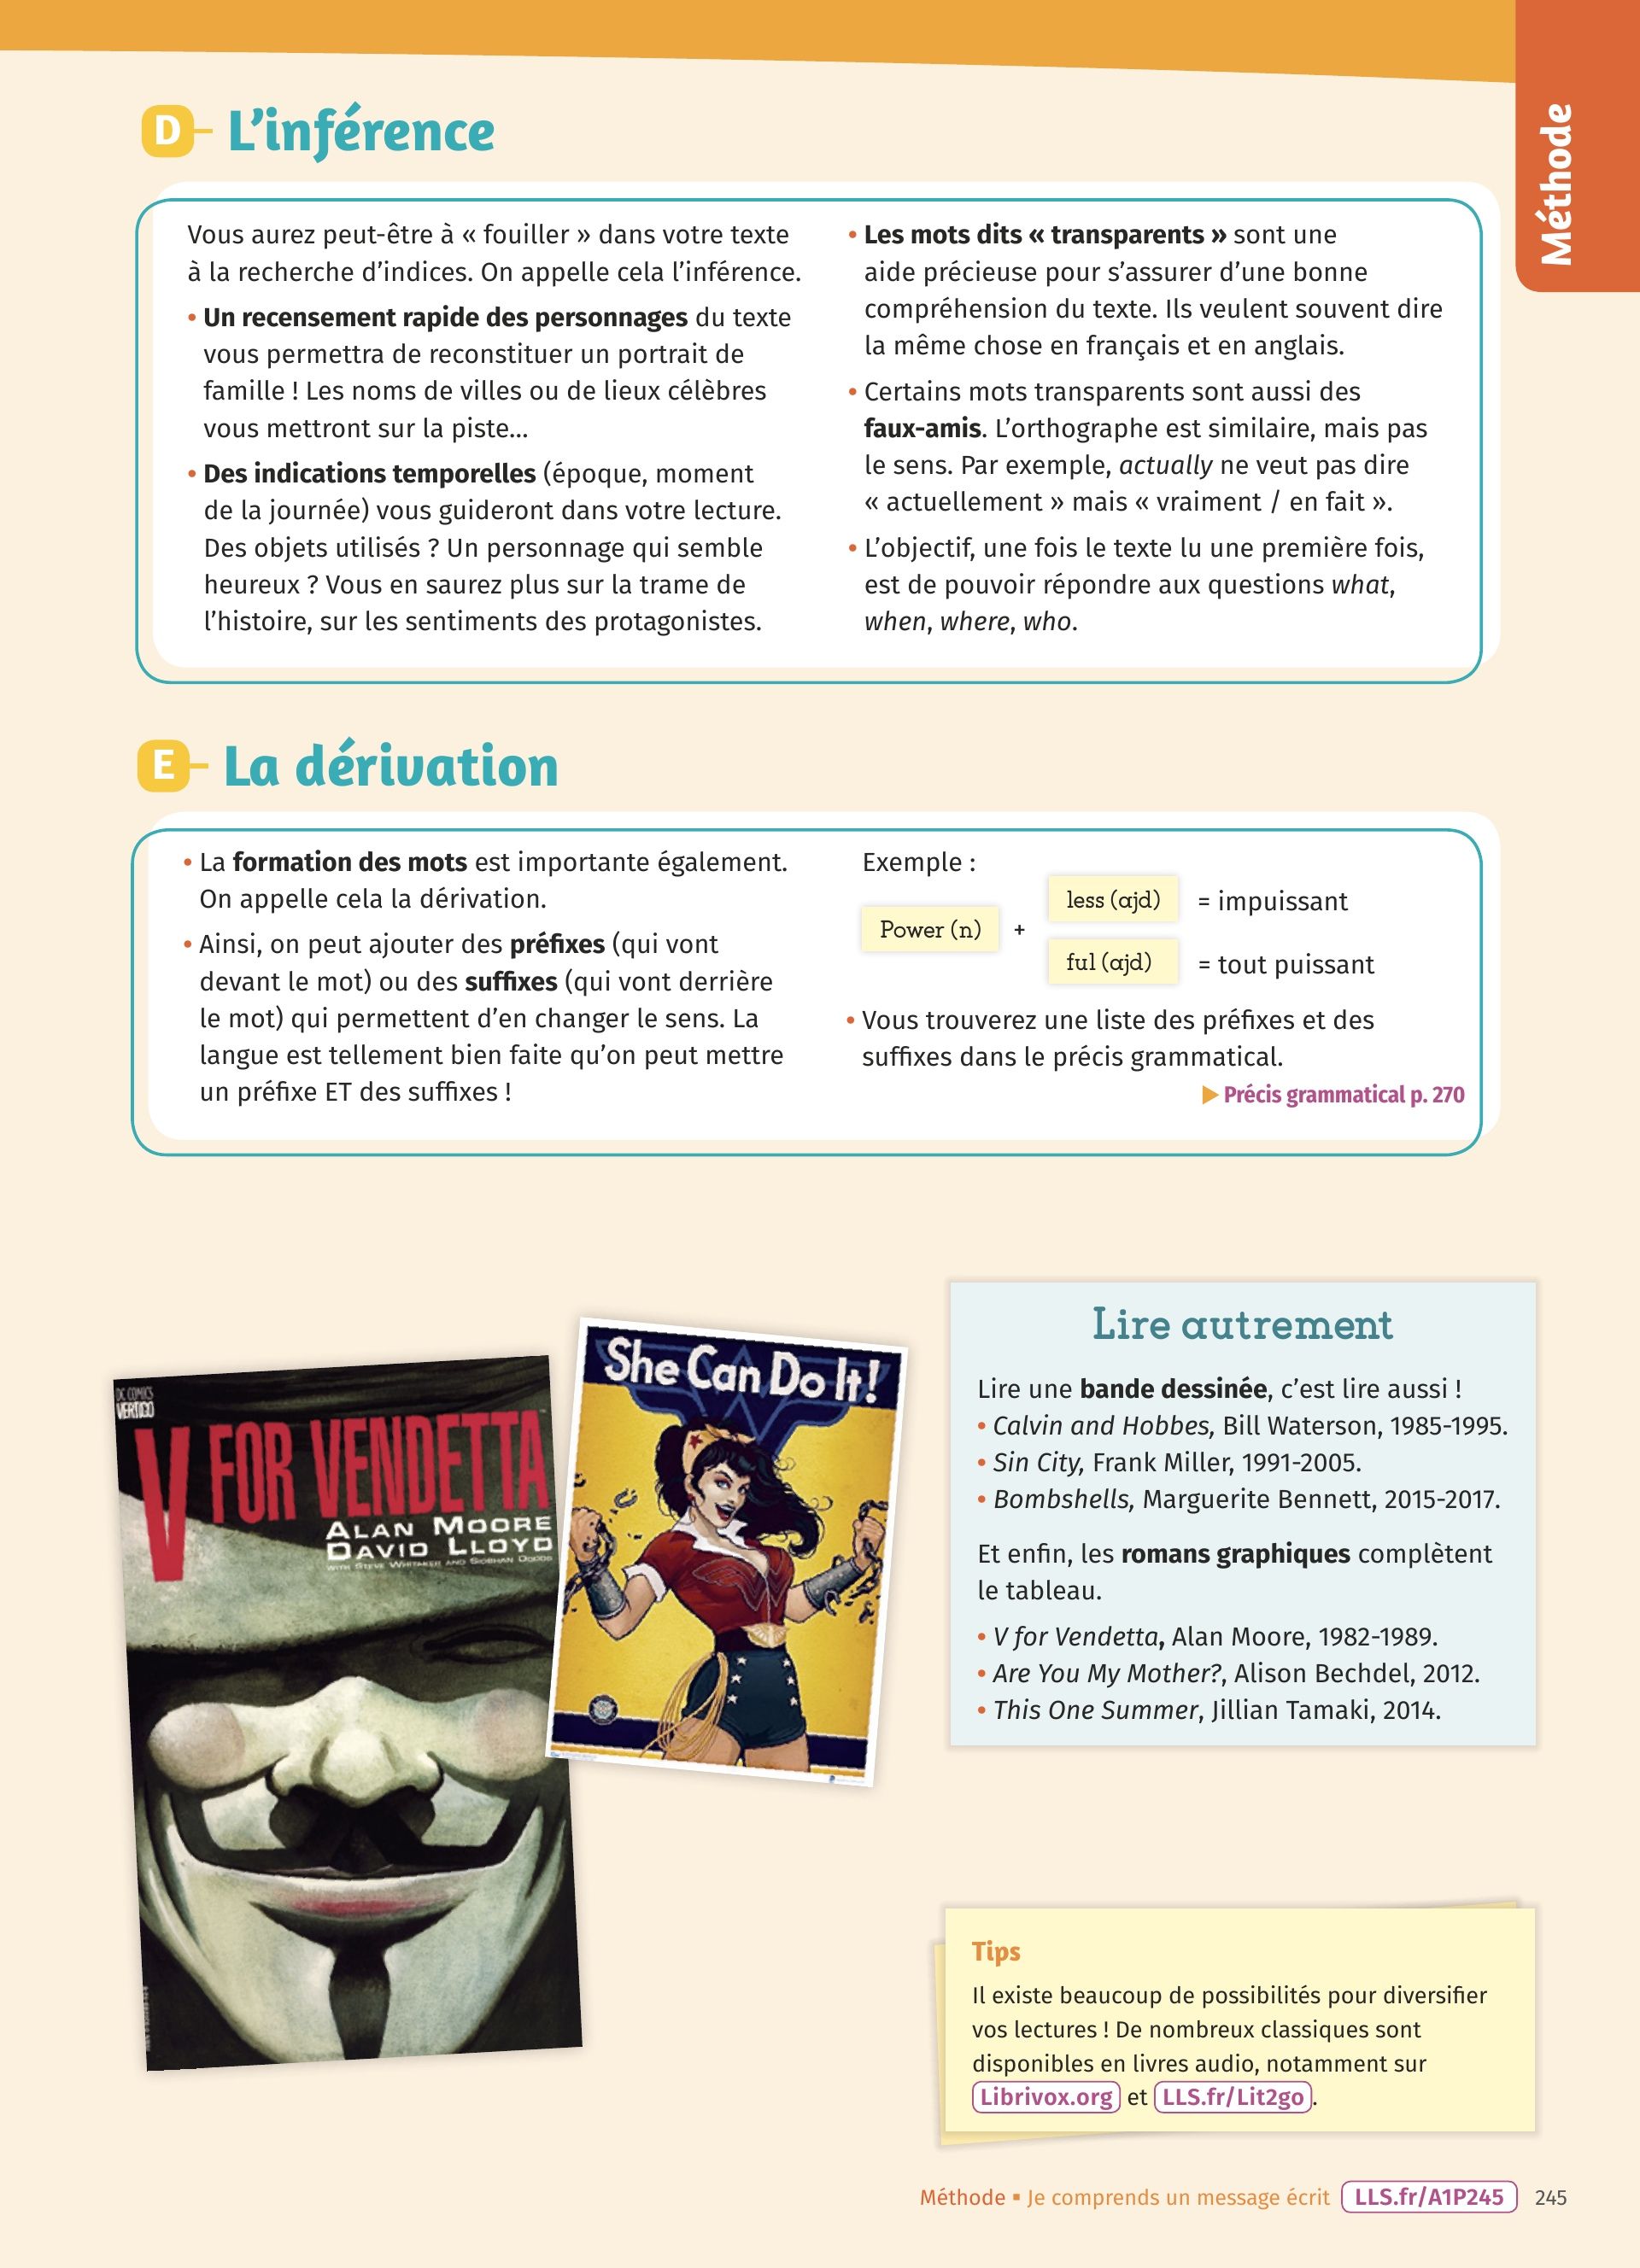 Méthode
D
L’inférence
Vous aurez peut-être à « fouiller » dans votre texte
à la recherche d’indices. On appelle cela l’inférence.
• Un recensement rapide des personnages du texte
vous permettra de reconstituer un portrait de
famille ! Les noms de villes ou de lieux célèbres
vous mettront sur la piste…
• Des indications temporelles (époque, moment
de la journée) vous guideront dans votre lecture.
Des objets utilisés ? Un personnage qui semble
heureux ? Vous en saurez plus sur la trame de
l’histoire, sur les sentiments des protagonistes.
• Les mots dits « transparents » sont une
aide précieuse pour s’assurer d’une bonne
compréhension du texte. Ils veulent souvent dire
la même chose en français et en anglais.
• Certains mots transparents sont aussi des
faux-amis. L’orthographe est similaire, mais pas
le sens. Par exemple, actually ne veut pas dire
« actuellement » mais « vraiment / en fait ».
• L’objectif, une fois le texte lu une première fois,
est de pouvoir répondre aux questions what,
when, where, who.
E
La dérivation
• La formation des mots est importante également.
On appelle cela la dérivation.
• Ainsi, on peut ajouter des préfixes (qui vont
devant le mot) ou des suffixes (qui vont derrière
le mot) qui permettent d’en changer le sens. La
langue est tellement bien faite qu’on peut mettre
un préfixe ET des suffixes !
Exemple :
Power (n) +
less (ajd) = impuissant
ful (ajd) = tout puissant
• Vous trouverez une liste des préfixes et des
suffixes dans le précis grammatical.
▶ Précis grammatical p. 270
DC COMICS
VERTIGO
V FOR VENDETTA
ALAN MOORE
DAVID LLOYD
WITH STEVE WHITAKER AND SIOBHAN DODDS
She Can Do It!
Lire autrement
Lire une bande dessinée, c’est lire aussi !
• Calvin and Hobbes, Bill Waterson, 1985-1995.
• Sin City, Frank Miller, 1991-2005.
• Bombshells, Marguerite Bennett, 2015-2017.
Et enfin, les romans graphiques complètent
le tableau.
• V for Vendetta, Alan Moore, 1982-1989.
• Are You My Mother?, Alison Bechdel, 2012.
• This One Summer, Jillian Tamaki, 2014.
Tips
Il existe beaucoup de possibilités pour diversifier
vos lectures ! De nombreux classiques sont
disponibles en livres audio, notamment sur
Librivox.org et LLS.fr/Lit2go.
Méthode ▪ Je comprends un message écrit LLS.fr/A1P245 245